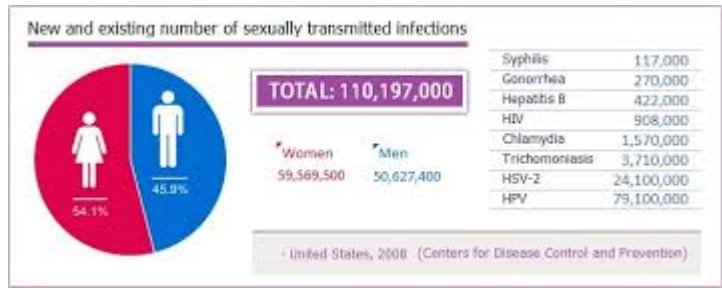 New and existing number of sexually transmitted infections
TOTAL: 110,197,000
Women Men
59,569,500 50,627,400
54.1%
45.9%
Syphilis 117,000
Gonorrhea 270,000
Hepatitis B 422,000
HIV 908,000
Chlamydia 1,570,000
Trichomoniasis 3,710,000
HSV-2 24,100,000
HPV 79,100,000
- United States, 2008 (Centers for Disease Control and Prevention)